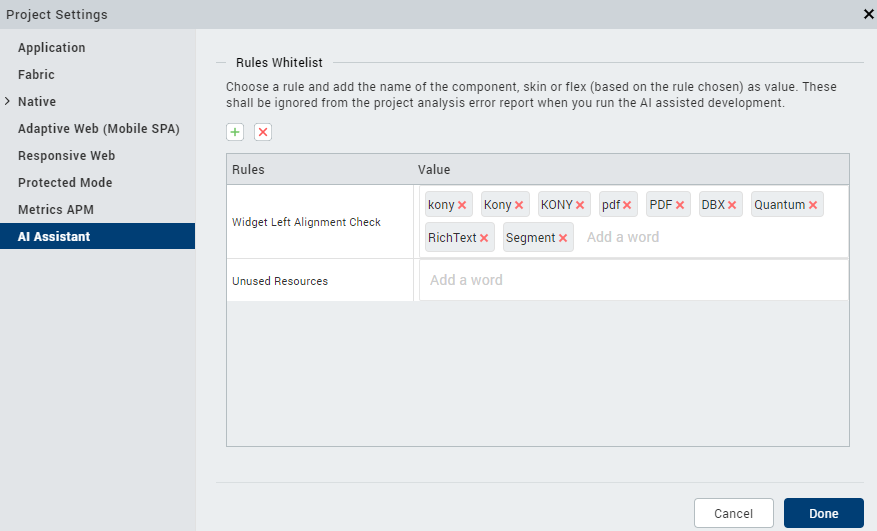 Project Settings
Application
Fabric
Native
Adaptive Web (Mobile SPA)
Responsive Web
Protected Mode
Metrics APM
AI Assistant
Rules Whitelist
Choose a rule and add the name of the component, skin or flex (based on the rule chosen) as value. These
shall be ignored from the project analysis error report when you run the AI assisted development.
Rules Value
Widget Left Alignment Check
kony Kony KONY pdf PDF DBX Quantum
RichText Segment Add a word
Unused Resources Add a word
Cancel Done